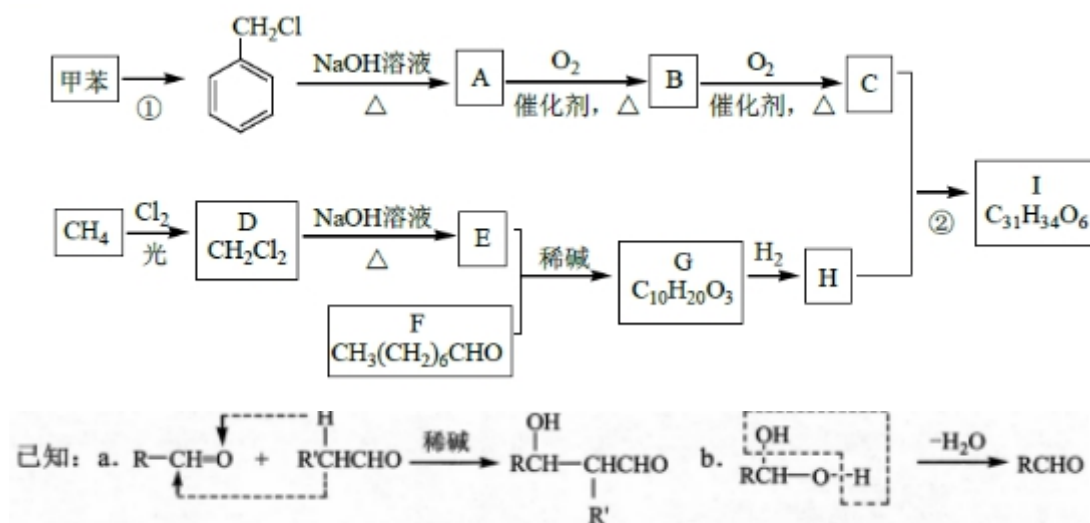 CH₂Cl
甲苯 ① NaOH溶液 △ A O₂ 催化剂，△ B O₂ 催化剂，△ C
CH₄ Cl₂ 光 D CH₂Cl₂ NaOH溶液 △ E 稀碱 G C₁₀H₂₀O₃ H₂ H ② I C₃₁H₃₄O₆
F CH₃(CH₂)₆CHO
已知：a. R-CH=O + R'CHCHO H 稀碱 OH RCH-CHCHO R' b. OH RCH-O-H -H₂O RCHO